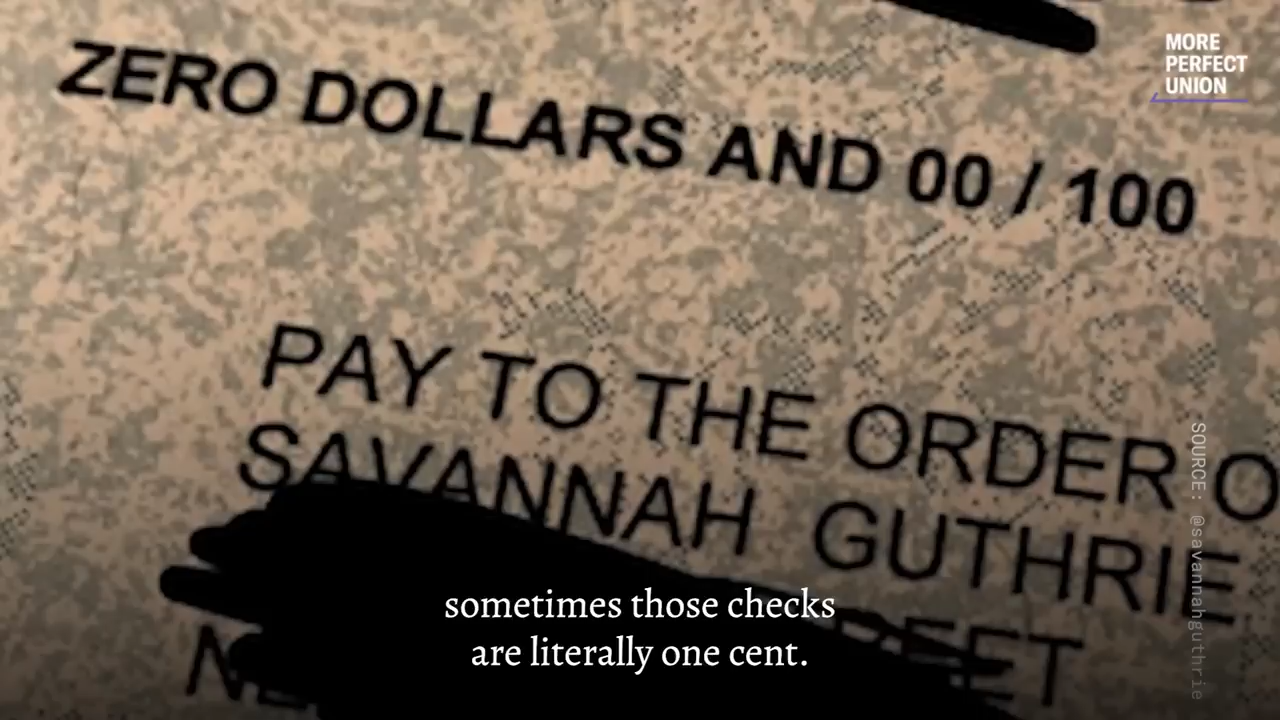 ZERO DOLLARS AND 00 / 100
MORE
PERFECT
UNION
PAY TO THE ORDER O
SAVANNAH GUTHRIE
SOURCE: @savannahguthrie
sometimes those checks
are literally one cent.